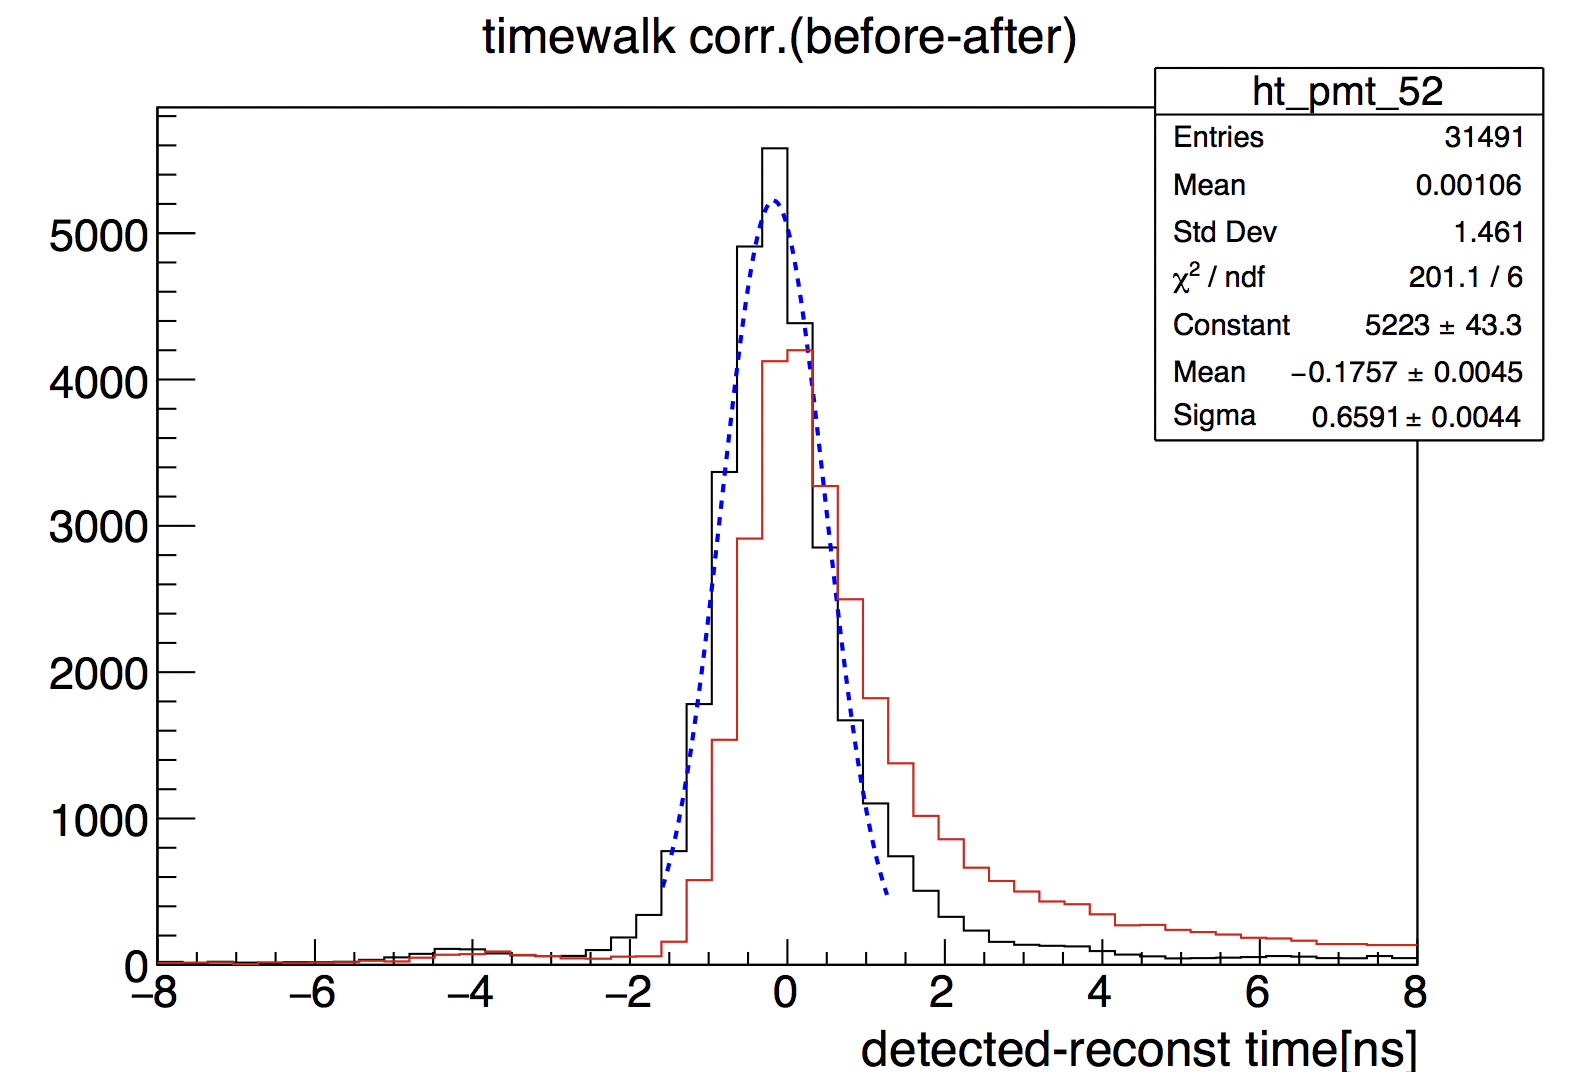 timewalk corr.(before-after)
ht_pmt_52
Entries 31491
Mean 0.00106
Std Dev 1.461
χ² / ndf 201.1 / 6
Constant 5223 ± 43.3
Mean −0.1757 ± 0.0045
Sigma 0.6591 ± 0.0044
5000
4000
3000
2000
1000
0
−8 −6 −4 −2 0 2 4 6 8
detected-reconst time[ns]